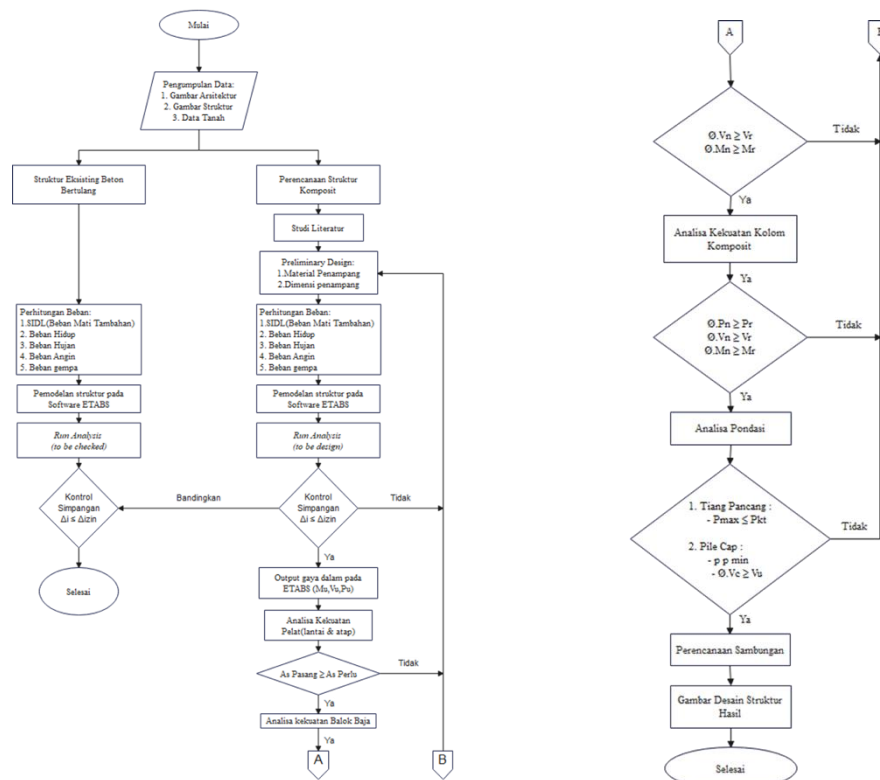 Mulai
Pengumpulan Data:
1. Gambar Arsitektur
2. Gambar Struktur
3. Data Tanah
Struktur Eksisting Beton
Bertulang
Perhitungan Beban:
1.SIDL(Beban Mati Tambahan)
2. Beban Hidup
3. Beban Hujan
4. Beban Angin
5. Beban gempa
Pemodelan struktur pada
Software ETABS
Run Analysis
(to be checked)
Kontrol
Simpangan
Δi ≤ Δizin
Selesai
Bandingkan
Perencanaan Struktur
Komposit
Studi Literatur
Preliminary Design:
1.Material Penampang
2.Dimensi penampang
Perhitungan Beban:
1.SIDL(Beban Mati Tambahan)
2. Beban Hidup
3. Beban Hujan
4. Beban Angin
5. Beban gempa
Pemodelan struktur pada
Software ETABS
Run Analysis
(to be design)
Kontrol
Simpangan
Δi ≤ Δizin
Tidak
Ya
Output gaya dalam pada
ETABS (Mu,Vu,Pu)
Analisa Kekuatan
Pelat(lantai & atap)
As Pasang ≥ As Perlu
Tidak
Ya
Analisa kekuatan Balok Baja
Ya
A
B
A
Ø.Vn ≥ Vr
Ø.Mn ≥ Mr
Tidak
Ya
Analisa Kekuatan Kolom
Komposit
Ya
Ø.Pn ≥ Pr
Ø.Vn ≥ Vr
Ø.Mn ≥ Mr
Tidak
Ya
Analisa Pondasi
1. Tiang Pancang :
- Pmax ≤ Pkt
2. Pile Cap :
- p p min
- Ø.Vc ≥ Vu
Tidak
Ya
Perencanaan Sambungan
Gambar Desain Struktur
Hasil
Selesai